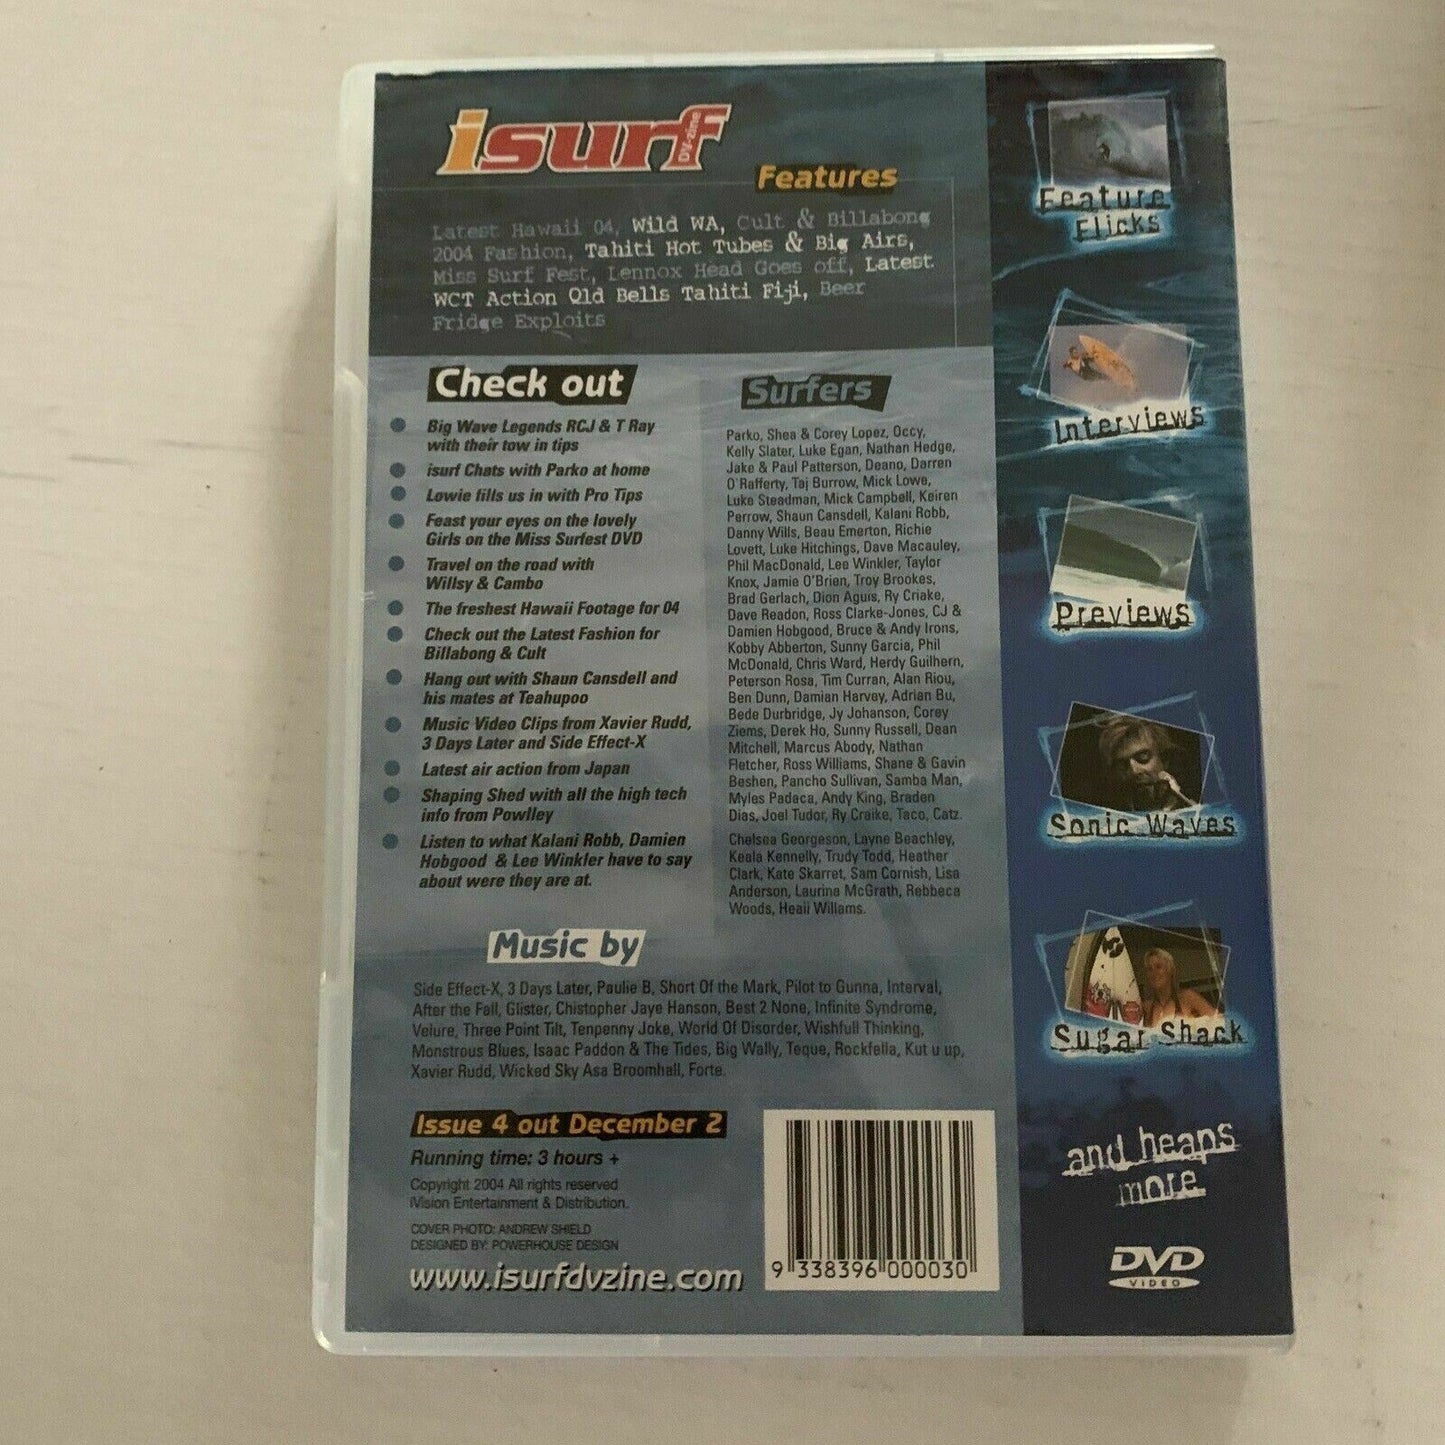 isurf
DV-zine
Features
Latest Hawaii 04, Wild WA, Cult & Billabong
2004 Fashion, Tahiti Hot Tubes & Big Airs,
Miss Surf Fest, Lennox Head Goes off, Latest
WCT Action Qld Bells Tahiti Fiji, Beer
Fridge Exploits
Check out
Big Wave Legends RCJ & T Ray
with their tow in tips
isurf Chats with Parko at home
Lowie fills us in with Pro Tips
Feast your eyes on the lovely
Girls on the Miss Surfest DVD
Travel on the road with
Willsy & Cambo
The freshest Hawaii Footage for 04
Check out the Latest Fashion for
Billabong & Cult
Hang out with Shaun Cansdell and
his mates at Teahupoo
Music Video Clips from Xavier Rudd,
3 Days Later and Side Effect-X
Latest air action from Japan
Shaping Shed with all the high tech
info from Powlley
Listen to what Kalani Robb, Damien
Hobgood & Lee Winkler have to say
about were they are at.
Surfers
Parko, Shea & Corey Lopez, Occy,
Kelly Slater, Luke Egan, Nathan Hedge,
Jake & Paul Patterson, Deano, Darren
O'Rafferty, Taj Burrow, Mick Lowe,
Luke Steadman, Mick Campbell, Keiren
Perrow, Shaun Cansdell, Kalani Robb,
Danny Wills, Beau Emerton, Richie
Lovett, Luke Hitchings, Dave Macauley,
Phil MacDonald, Lee Winkler, Taylor
Knox, Jamie O'Brien, Troy Brookes,
Brad Gerlach, Dion Aguis, Ry Criake,
Dave Readon, Ross Clarke-Jones, CJ &
Damien Hobgood, Bruce & Andy Irons,
Kobby Abberton, Sunny Garcia, Phil
McDonald, Chris Ward, Herdy Guilhern,
Peterson Rosa, Tim Curran, Alan Riou,
Ben Dunn, Damian Harvey, Adrian Bu,
Bede Durbridge, Jy Johanson, Corey
Ziems, Derek Ho, Sunny Russell, Dean
Mitchell, Marcus Abody, Nathan
Fletcher, Ross Williams, Shane & Gavin
Beshen, Pancho Sullivan, Samba Man,
Myles Padaca, Andy King, Braden
Dias, Joel Tudor, Ry Craike, Taco, Catz.
Chelsea Georgeson, Layne Beachley,
Keala Kennelly, Trudy Todd, Heather
Clark, Kate Skarret, Sam Cornish, Lisa
Anderson, Laurina McGrath, Rebbeca
Woods, Heaii Willams.
Music by
Side Effect-X, 3 Days Later, Paulie B, Short Of the Mark, Pilot to Gunna, Interval,
After the Fall, Glister, Chistopher Jaye Hanson, Best 2 None, Infinite Syndrome,
Velure, Three Point Tilt, Tenpenny Joke, World Of Disorder, Wishfull Thinking,
Monstrous Blues, Isaac Paddon & The Tides, Big Wally, Teque, Rockfella, Kut u up,
Xavier Rudd, Wicked Sky Asa Broomhall, Forte.
Issue 4 out December 2
Running time: 3 hours +
Copyright 2004 All rights reserved
iVision Entertainment & Distribution.
COVER PHOTO: ANDREW SHIELD
DESIGNED BY: POWERHOUSE DESIGN
www.isurfdvzine.com
9 338396 000030
Feature
Flicks
Interviews
Previews
Sonic Waves
Sugar Shack
and heaps
more
DVD
VIDEO